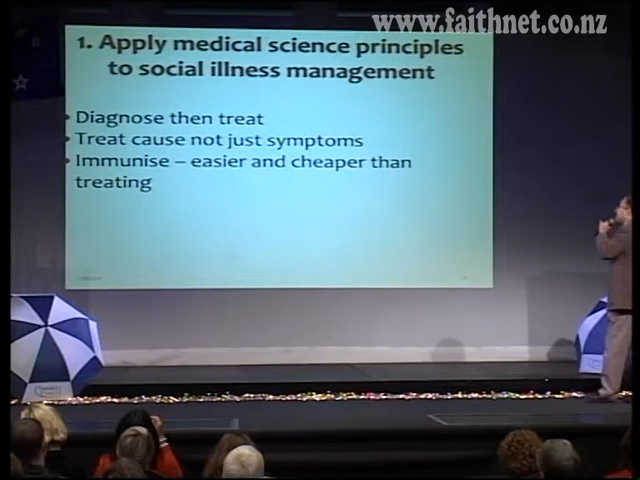 www.faithnet.co.nz
1. Apply medical science principles
to social illness management
• Diagnose then treat
• Treat cause not just symptoms
• Immunise – easier and cheaper than
treating